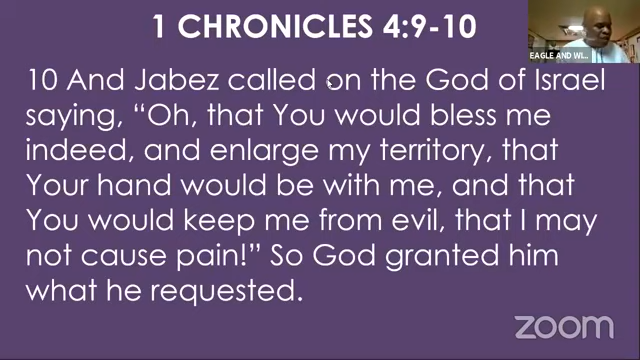 1 CHRONICLES 4:9-10
EAGLE AND WI...
10 And Jabez called on the God of Israel
saying, “Oh, that You would bless me
indeed, and enlarge my territory, that
Your hand would be with me, and that
You would keep me from evil, that I may
not cause pain!” So God granted him
what he requested.
zoom